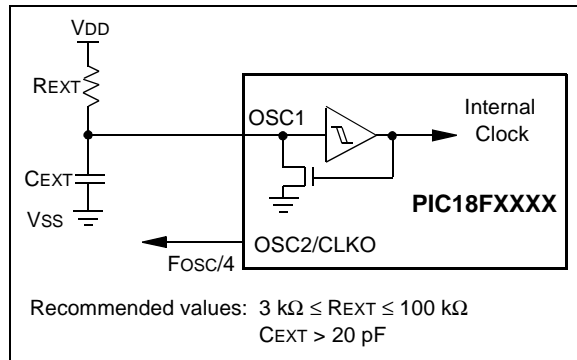 VDD
REXT
OSC1
Internal
Clock
CEXT
PIC18FXXXX
VSS
OSC2/CLKO
FOSC/4
Recommended values: 3 kΩ ≤ REXT ≤ 100 kΩ
CEXT > 20 pF